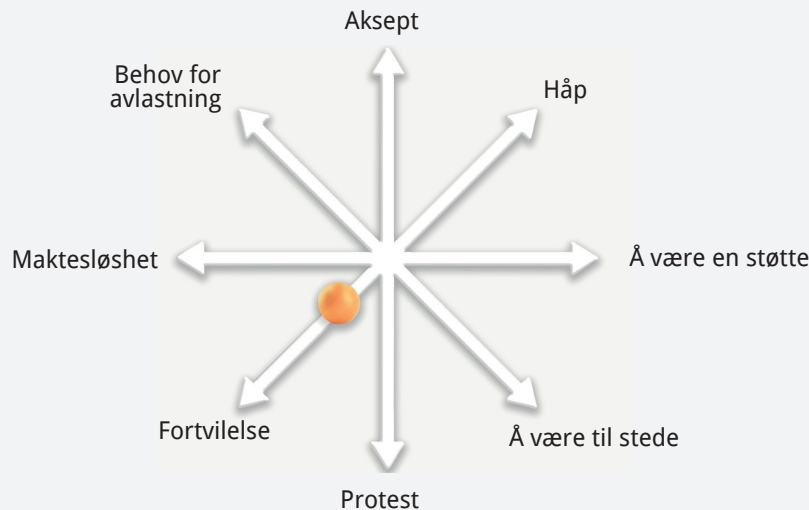 Aksept
Behov for
avlastning
Håp
Maktesløshet
Å være en støtte
Fortvilelse
Å være til stede
Protest